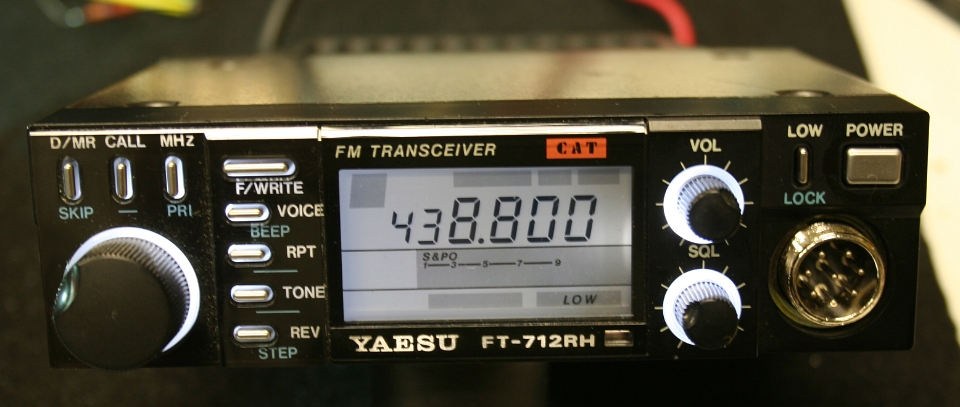 D/MR CALL MHz
SKIP — PRI
F/WRITE
VOICE
BEEP
RPT
TONE
REV
STEP
FM TRANSCEIVER CAT
438.800
S&PO
1 3 5 7 9
LOW
YAESU FT-712RH
VOL
SQL
LOW
LOCK
POWER